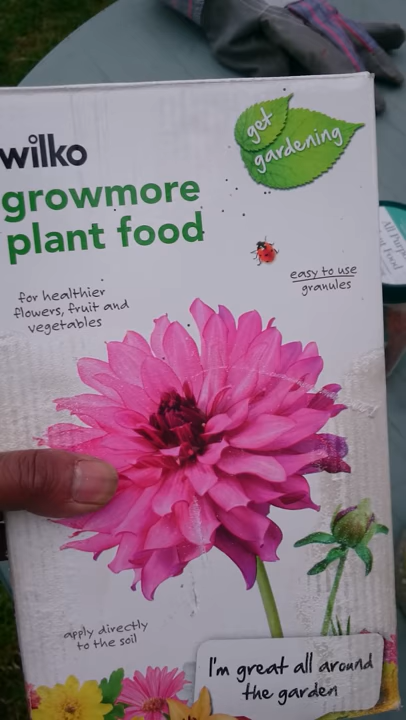 get
gardening
wilko
growmore
plant food
easy to use
granules
for healthier
flowers, fruit and
vegetables
apply directly
to the soil
I'm great all around
the garden